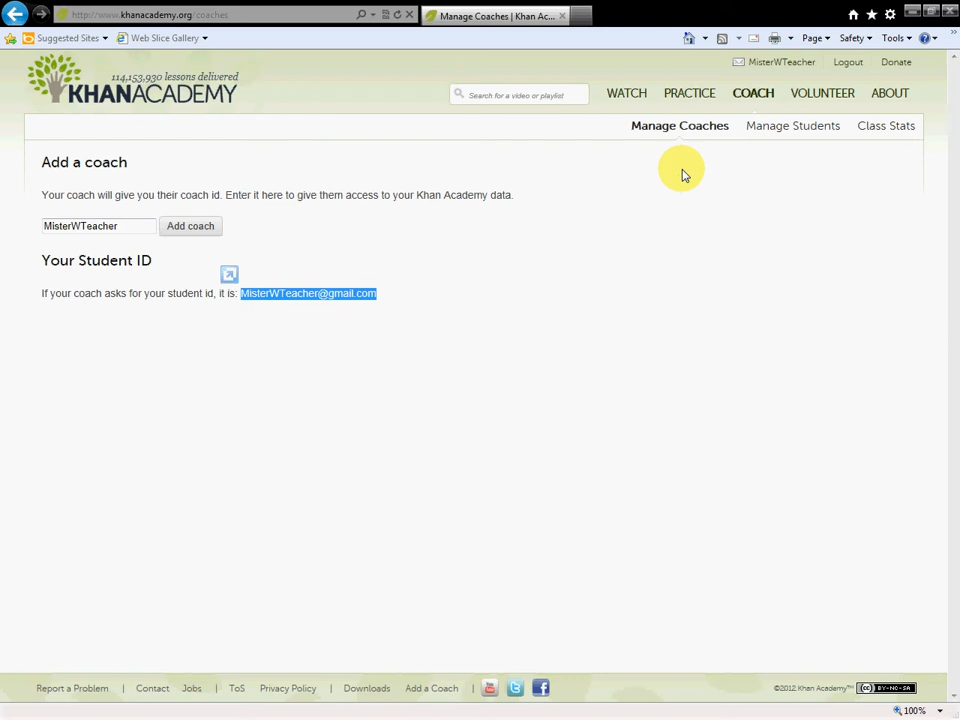 http://www.khanacademy.org/coaches
Manage Coaches | Khan Ac...
Suggested Sites
Web Slice Gallery
Page
Safety
Tools
114,153,930 lessons delivered
KHANACADEMY
MisterWTeacher
Logout
Donate
Search for a video or playlist
WATCH
PRACTICE
COACH
VOLUNTEER
ABOUT
Manage Coaches
Manage Students
Class Stats
Add a coach
Your coach will give you their coach id. Enter it here to give them access to your Khan Academy data.
MisterWTeacher
Add coach
Your Student ID
If your coach asks for your student id, it is: MisterWTeacher@gmail.com
Report a Problem | Contact Jobs | ToS Privacy Policy | Downloads Add a Coach |
©2012 Khan Academy™
BY-NC-SA
100%